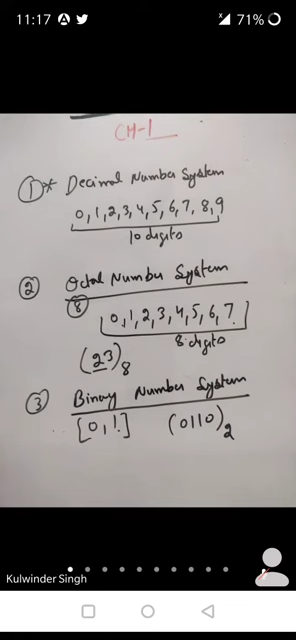 11:17
71%
CH-1
① * Decimal Number System
0, 1, 2, 3, 4, 5, 6, 7, 8, 9
10 digits
② Octal Number System
⑧ 0, 1, 2, 3, 4, 5, 6, 7
8 digits
(23)₈
③ Binary Number System
[0, 1] (0110)₂
Kulwinder Singh